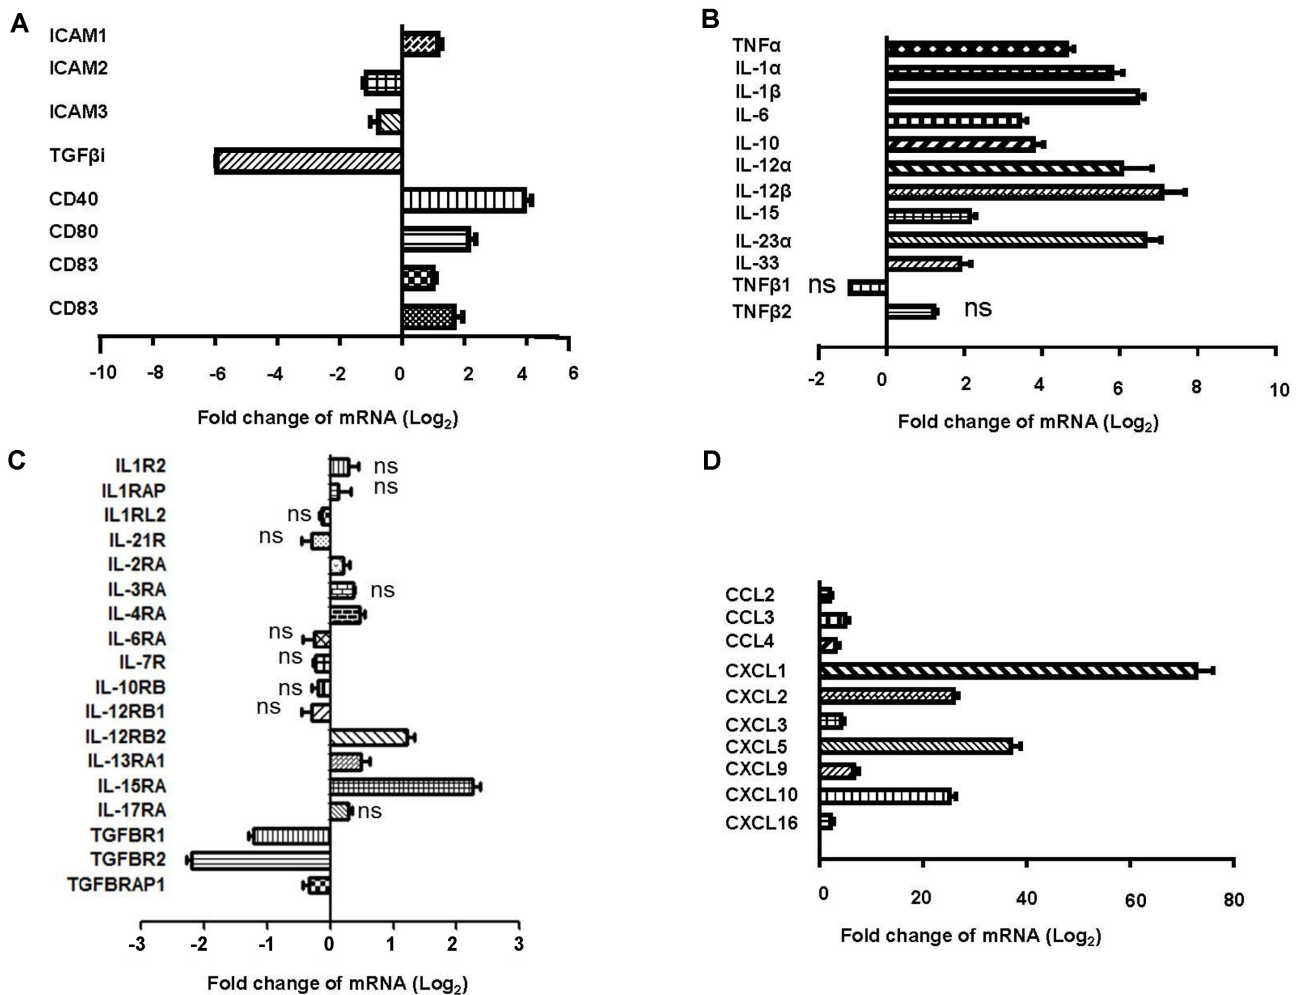 A
ICAM1
ICAM2
ICAM3
TGFβi
CD40
CD80
CD83
CD83
-10 -8 -6 -4 -2 0 2 4 6
Fold change of mRNA (Log2)
B
TNFα
IL-1α
IL-1β
IL-6
IL-10
IL-12α
IL-12β
IL-15
IL-23α
IL-33
TNFβ1 ns
TNFβ2 ns
-2 0 2 4 6 8 10
Fold change of mRNA (Log2)
C
IL1R2 ns
IL1RAP ns
IL1RL2 ns
IL-21R ns
IL-2RA
IL-3RA ns
IL-4RA
IL-6RA ns
IL-7R ns
IL-10RB ns
IL-12RB1 ns
IL-12RB2
IL-13RA1
IL-15RA
IL-17RA ns
TGFBR1
TGFBR2
TGFBRAP1
-3 -2 -1 0 1 2 3
Fold change of mRNA (Log2)
D
CCL2
CCL3
CCL4
CXCL1
CXCL2
CXCL3
CXCL5
CXCL9
CXCL10
CXCL16
0 20 40 60 80
Fold change of mRNA (Log2)